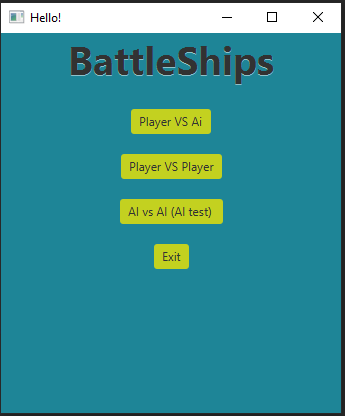 Hello!
BattleShips
Player VS Ai
Player VS Player
AI vs AI (AI test)
Exit